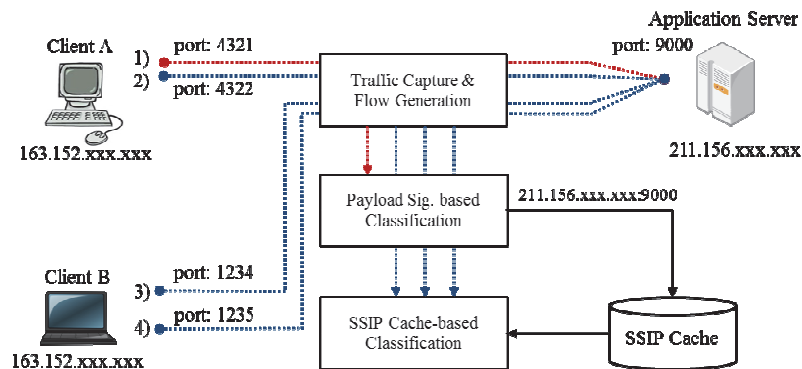 Client A
1)
port: 4321
2)
port: 4322
163.152.xxx.xxx
Traffic Capture &
Flow Generation
Application Server
port: 9000
211.156.xxx.xxx
Payload Sig. based
Classification
211.156.xxx.xxx:9000
Client B
3)
port: 1234
4)
port: 1235
163.152.xxx.xxx
SSIP Cache-based
Classification
SSIP Cache